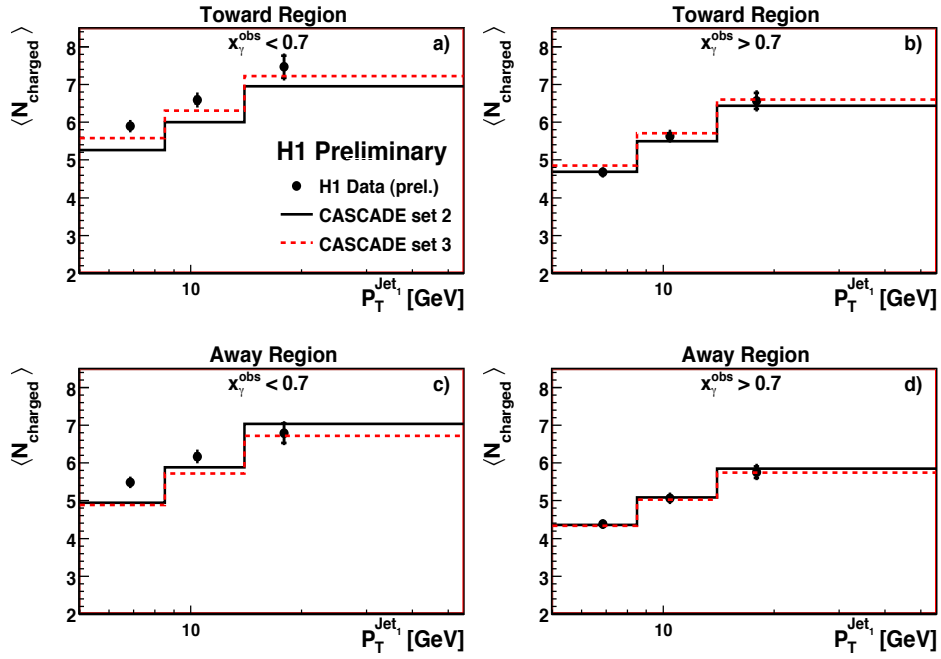 Toward Region
x_γ^obs < 0.7
a)
⟨N_charged⟩
8
7
6
5
4
3
2
H1 Preliminary
H1 Data (prel.)
CASCADE set 2
CASCADE set 3
10
P_T^Jet_1 [GeV]
Toward Region
x_γ^obs > 0.7
b)
⟨N_charged⟩
8
7
6
5
4
3
2
10
P_T^Jet_1 [GeV]
Away Region
x_γ^obs < 0.7
c)
⟨N_charged⟩
8
7
6
5
4
3
2
10
P_T^Jet_1 [GeV]
Away Region
x_γ^obs > 0.7
d)
⟨N_charged⟩
8
7
6
5
4
3
2
10
P_T^Jet_1 [GeV]